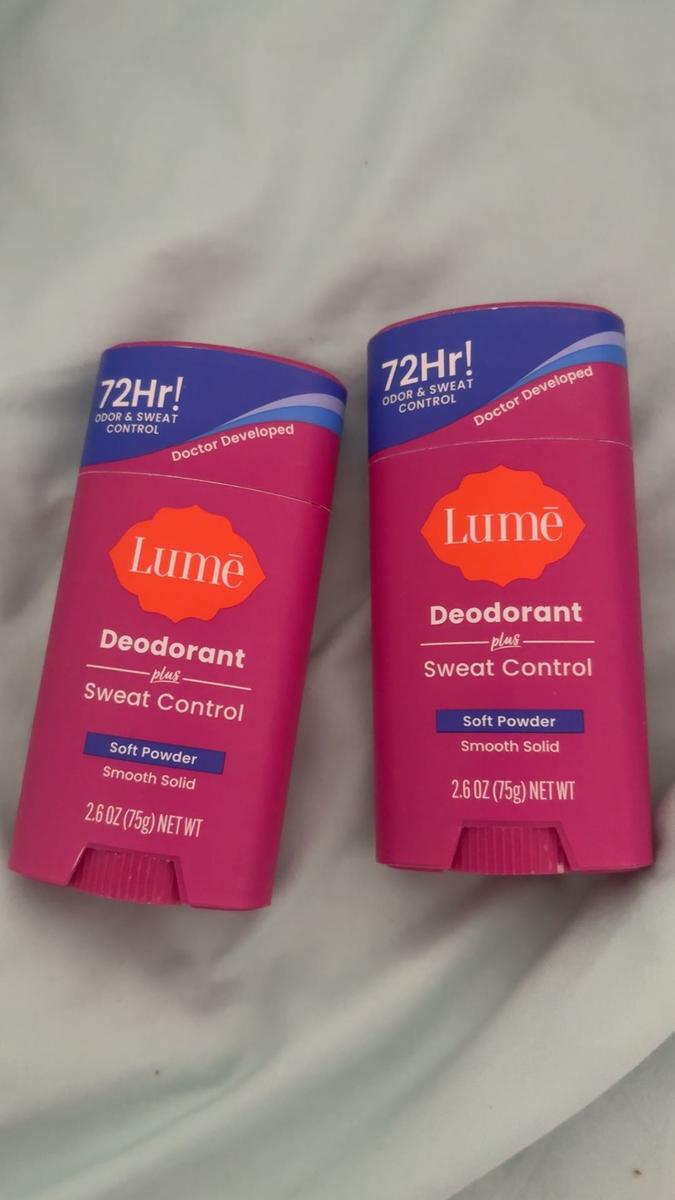 72Hr!
ODOR & SWEAT
CONTROL
Doctor Developed
Lumē
Deodorant
plus
Sweat Control
Soft Powder
Smooth Solid
2.6 OZ (75g) NET WT
72Hr!
ODOR & SWEAT
CONTROL
Doctor Developed
Lumē
Deodorant
plus
Sweat Control
Soft Powder
Smooth Solid
2.6 OZ (75g) NET WT